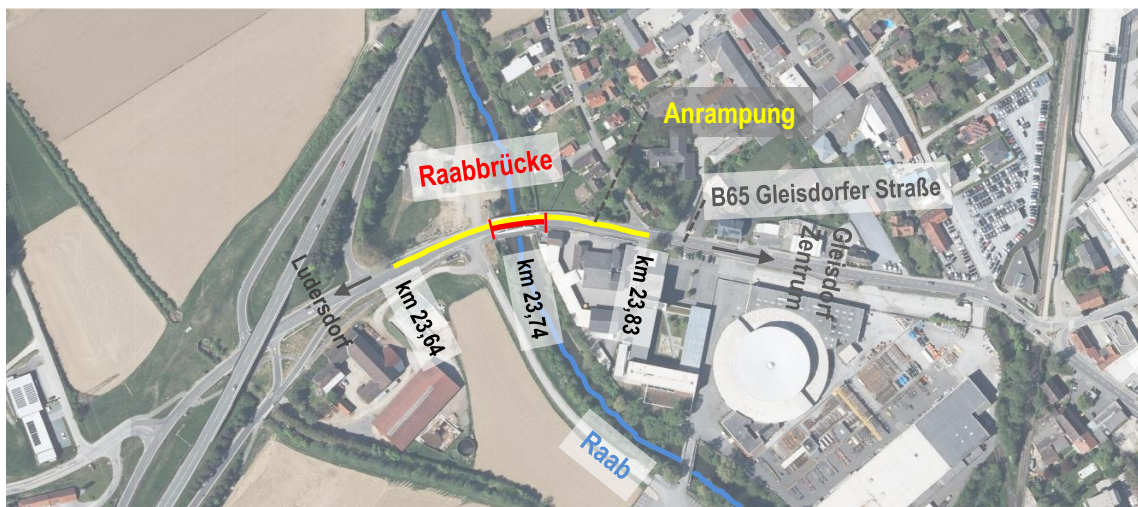 Anrampung
Raabbrücke
B65 Gleisdorfer Straße
Gleisdorf
Zentrum
Ludersdorf
km 23,64
km 23,74
km 23,83
Raab